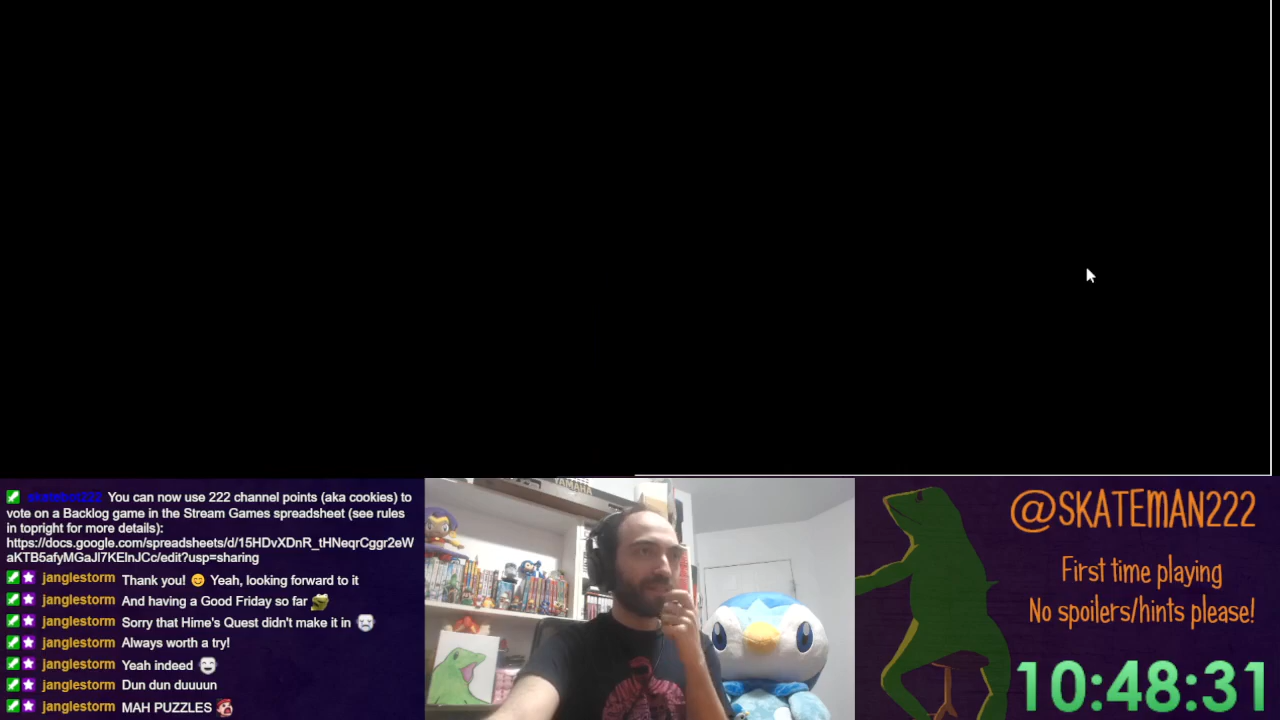 YAMAHA
skatebot222 You can now use 222 channel points (aka cookies) to
vote on a Backlog game in the Stream Games spreadsheet (see rules
in topright for more details):
https://docs.google.com/spreadsheets/d/15HDvXDnR_tHNeqrCggr2eW
aKTB5afyMGaJl7KElnJCc/edit?usp=sharing
janglestorm Thank you! Yeah, looking forward to it
janglestorm And having a Good Friday so far
janglestorm Sorry that Hime's Quest didn't make it in
janglestorm Always worth a try!
janglestorm Yeah indeed
janglestorm Dun dun duuuun
janglestorm MAH PUZZLES
@SKATEMAN222
First time playing
No spoilers/hints please!
10:48:31